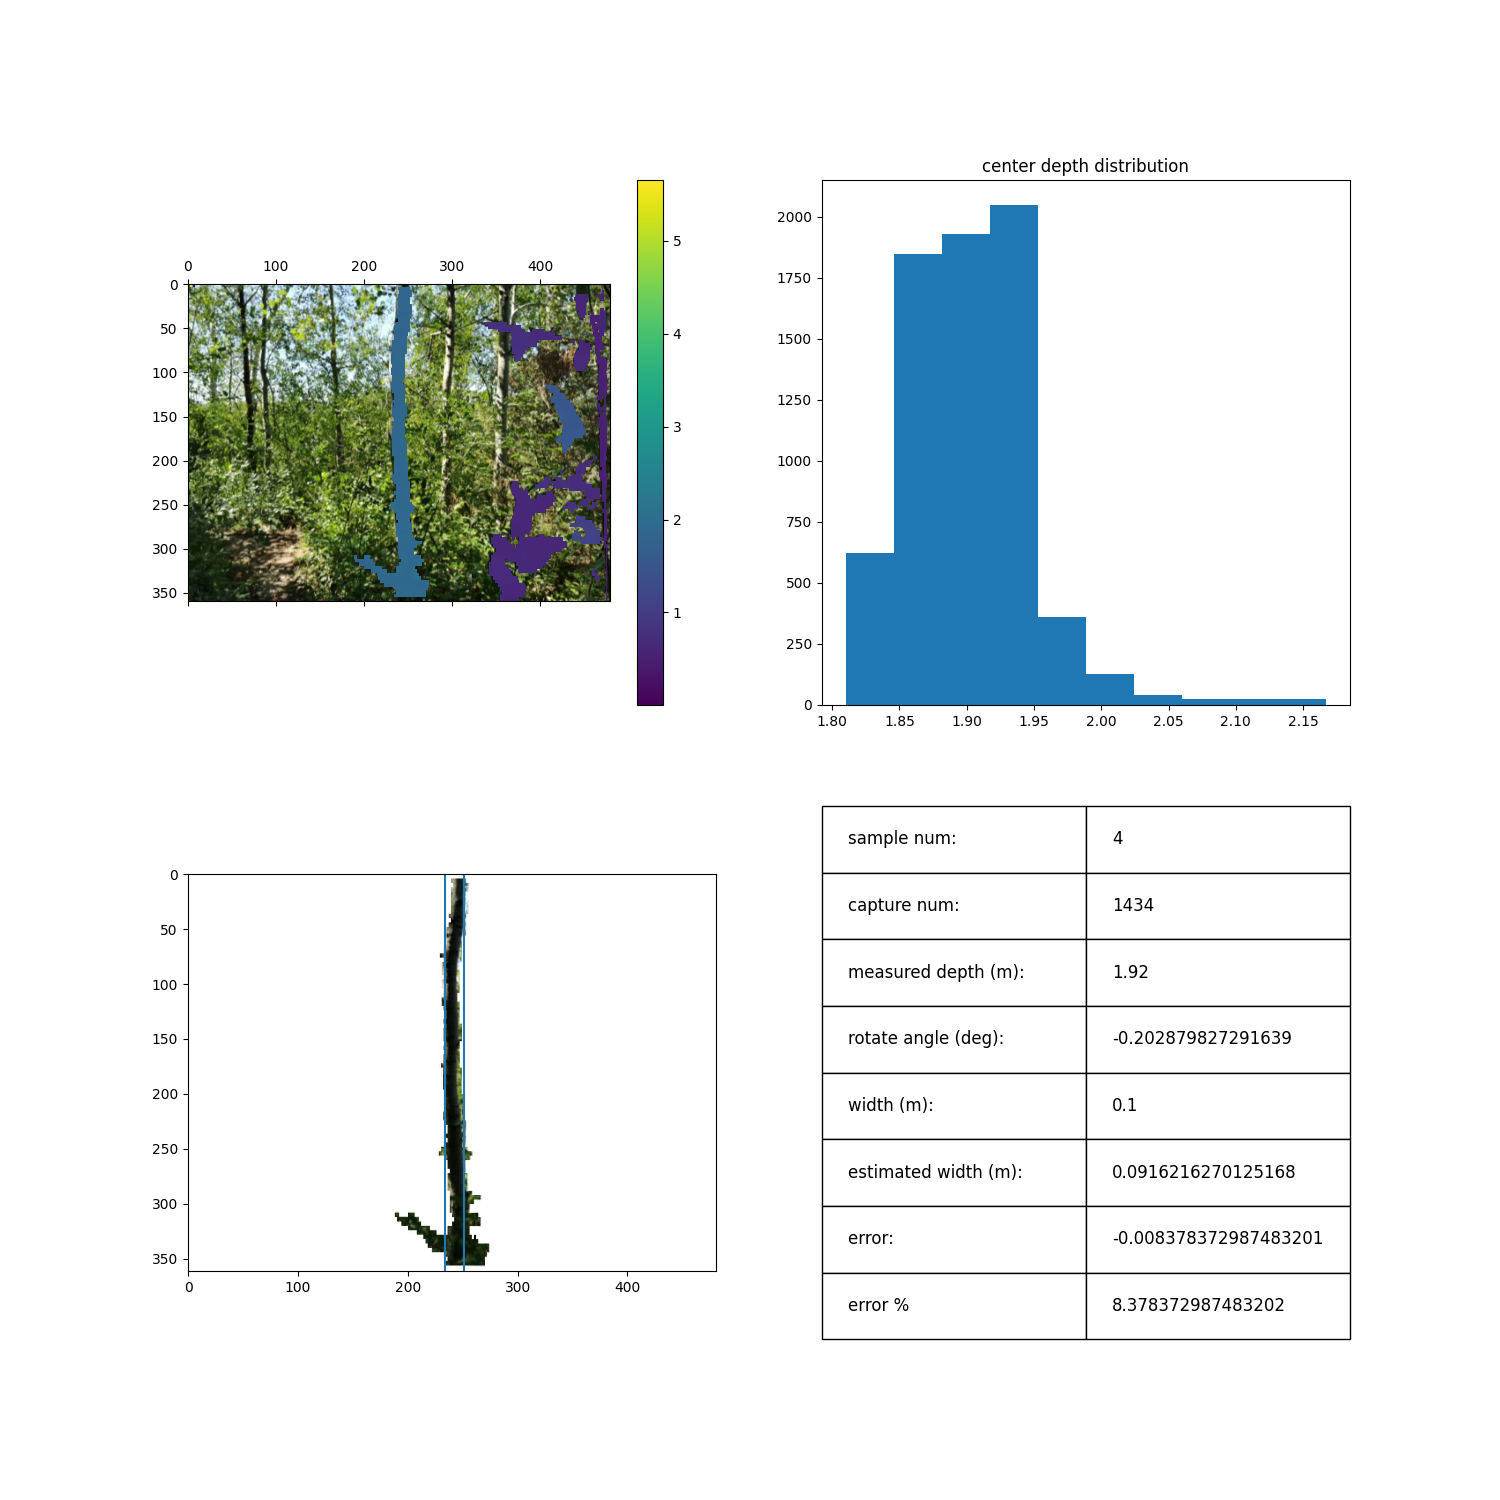 center depth distribution
0 100 200 300 400
0
50
100
150
200
250
300
350
5
4
3
2
1
2000
1750
1500
1250
1000
750
500
250
0
1.80 1.85 1.90 1.95 2.00 2.05 2.10 2.15
0
50
100
150
200
250
300
350
0 100 200 300 400
sample num: 4
capture num: 1434
measured depth (m): 1.92
rotate angle (deg): -0.202879827291639
width (m): 0.1
estimated width (m): 0.0916216270125168
error: -0.008378372987483201
error % 8.378372987483202